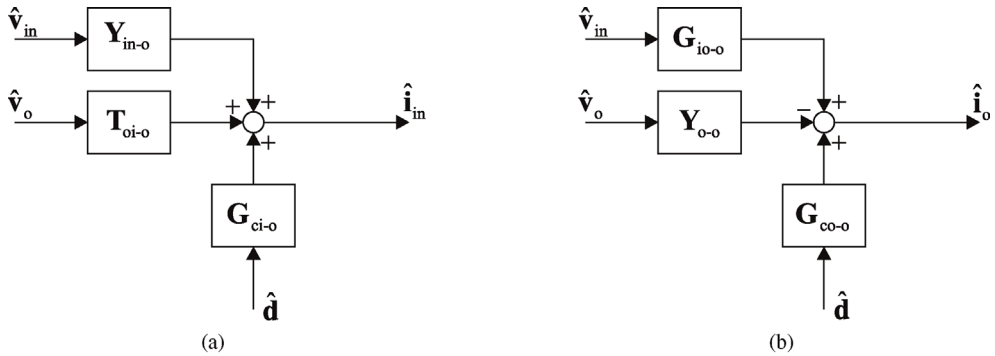 v̂in
Yin-o
+
v̂o
Toi-o
+
îin
+
Gci-o
d̂
(a)
v̂in
Gio-o
+
v̂o
Yo-o
−
îo
+
Gco-o
d̂
(b)